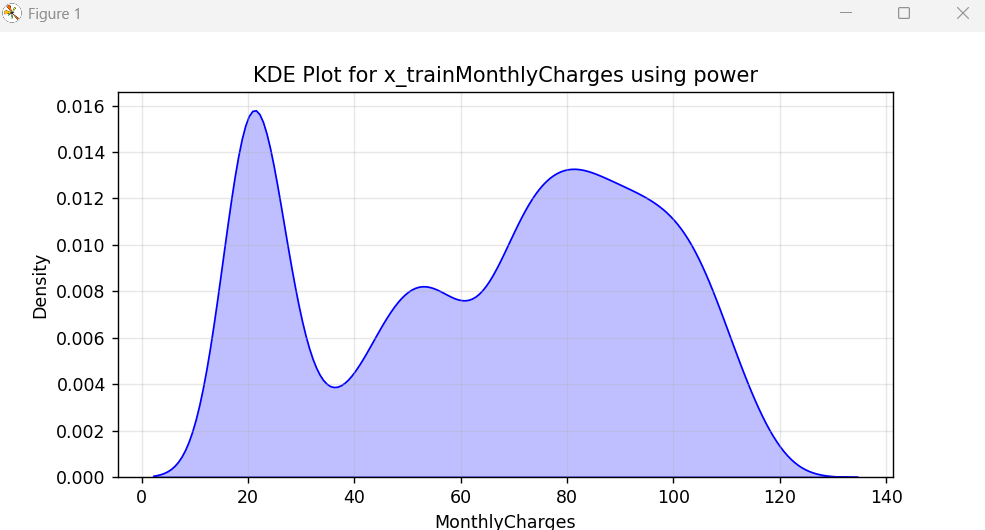 Figure 1
KDE Plot for x_trainMonthlyCharges using power
0.016
0.014
0.012
0.010
0.008
0.006
0.004
0.002
0.000
Density
0 20 40 60 80 100 120 140
MonthlyCharges